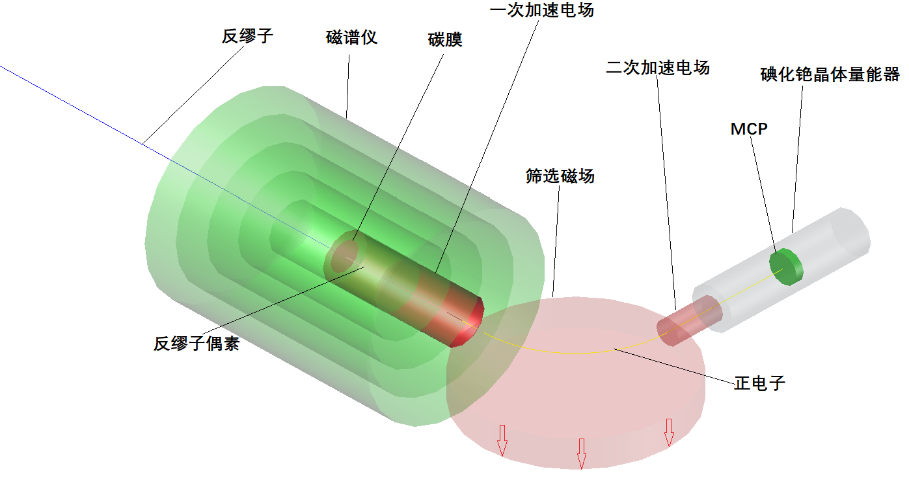 一次加速电场
反缪子
磁谱仪
碳膜
二次加速电场
碘化铯晶体量能器
MCP
筛选磁场
反缪子偶素
正电子